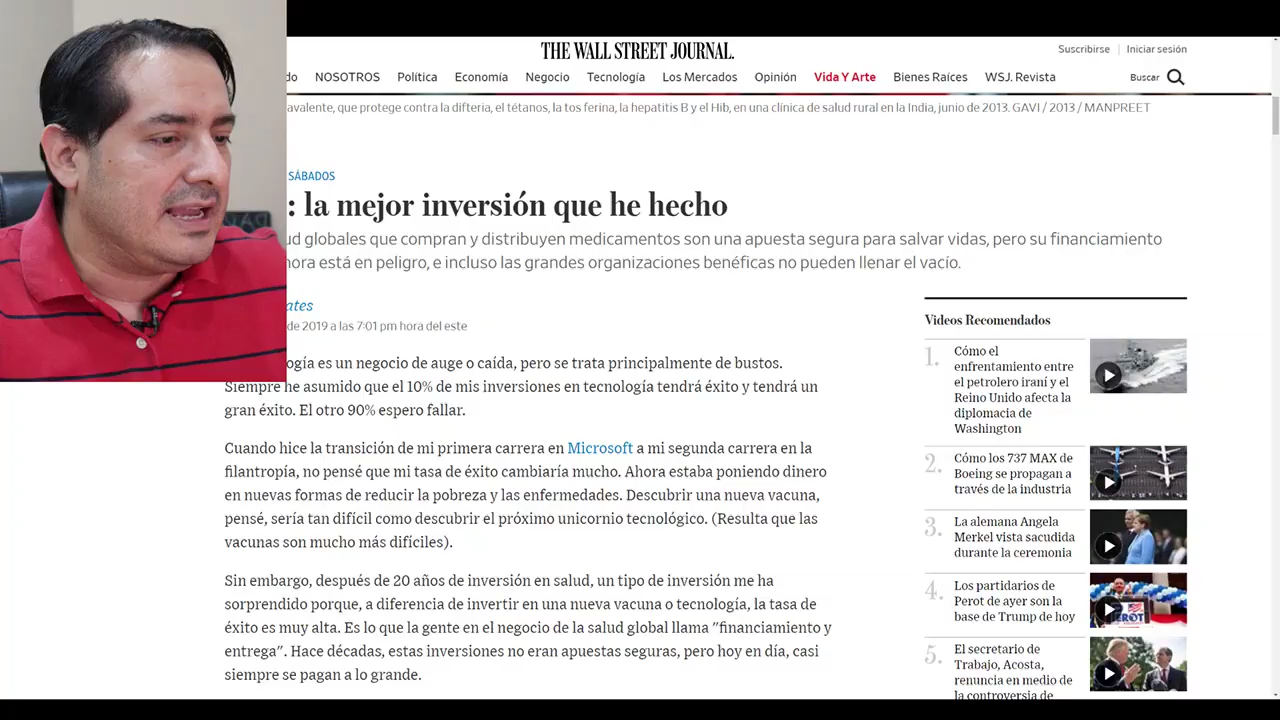 THE WALL STREET JOURNAL.
Suscribirse
Iniciar sesión
do NOSOTROS Política Economía Negocio Tecnología Los Mercados Opinión Vida Y Arte Bienes Raíces WSJ. Revista
Buscar
avalente, que protege contra la difteria, el tétanos, la tos ferina, la hepatitis B y el Hib, en una clínica de salud rural en la India, junio de 2013. GAVI / 2013 / MANPREET
SÁBADOS
: la mejor inversión que he hecho
ud globales que compran y distribuyen medicamentos son una apuesta segura para salvar vidas, pero su financiamiento
hora está en peligro, e incluso las grandes organizaciones benéficas no pueden llenar el vacío.
ates
de 2019 a las 7:01 pm hora del este
ogía es un negocio de auge o caída, pero se trata principalmente de bustos.
Siempre he asumido que el 10% de mis inversiones en tecnología tendrá éxito y tendrá un
gran éxito. El otro 90% espero fallar.
Cuando hice la transición de mi primera carrera en Microsoft a mi segunda carrera en la
filantropía, no pensé que mi tasa de éxito cambiaría mucho. Ahora estaba poniendo dinero
en nuevas formas de reducir la pobreza y las enfermedades. Descubrir una nueva vacuna,
pensé, sería tan difícil como descubrir el próximo unicornio tecnológico. (Resulta que las
vacunas son mucho más difíciles).
Sin embargo, después de 20 años de inversión en salud, un tipo de inversión me ha
sorprendido porque, a diferencia de invertir en una nueva vacuna o tecnología, la tasa de
éxito es muy alta. Es lo que la gente en el negocio de la salud global llama "financiamiento y
entrega". Hace décadas, estas inversiones no eran apuestas seguras, pero hoy en día, casi
siempre se pagan a lo grande.
Videos Recomendados
1. Cómo el
enfrentamiento entre
el petrolero iraní y el
Reino Unido afecta la
diplomacia de
Washington
2. Cómo los 737 MAX de
Boeing se propagan a
través de la industria
3. La alemana Angela
Merkel vista sacudida
durante la ceremonia
4. Los partidarios de
Perot de ayer son la
base de Trump de hoy
PEROT
5. El secretario de
Trabajo, Acosta,
renuncia en medio de
la controversia de